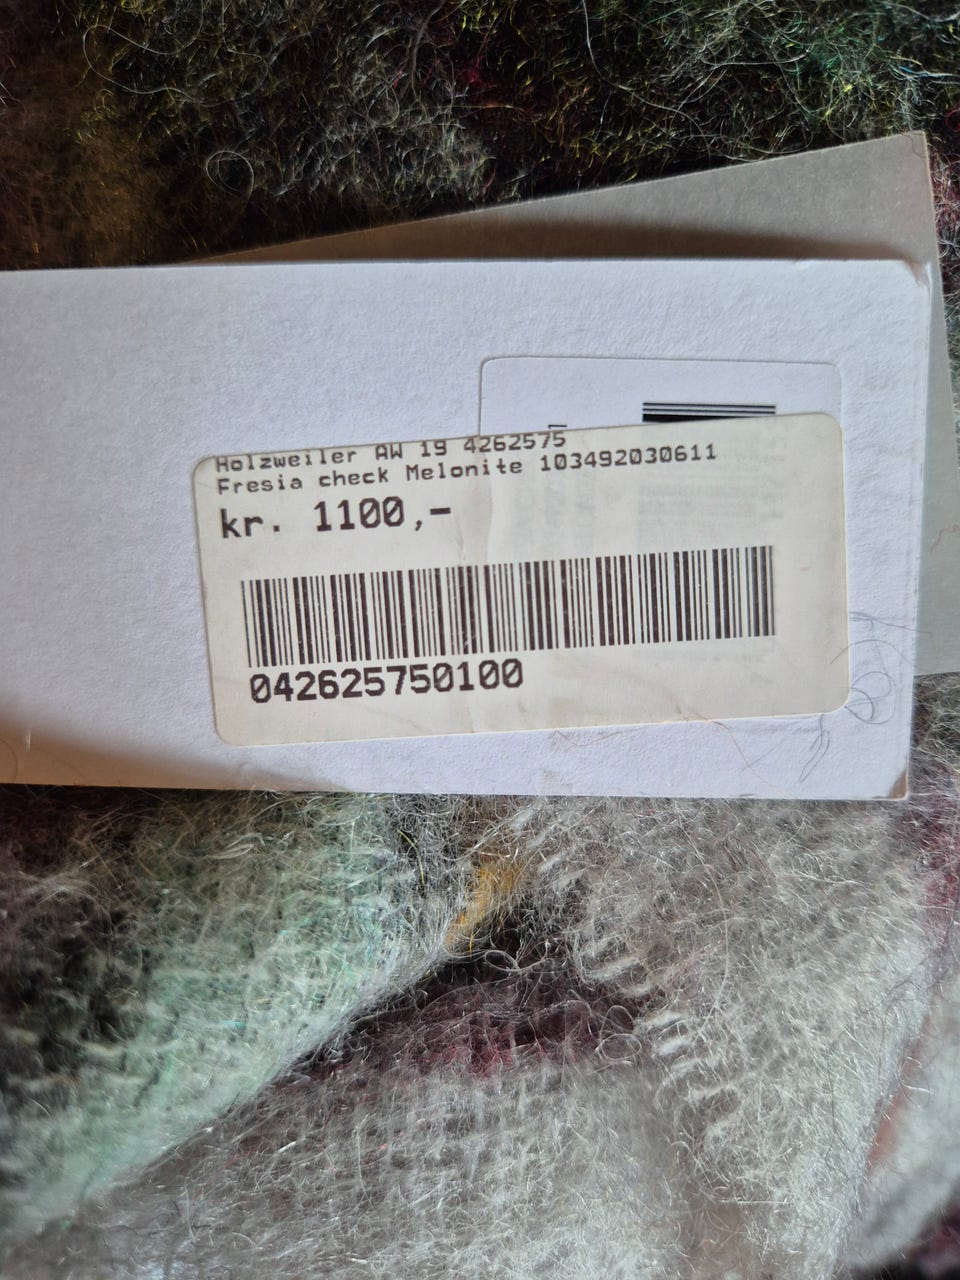 Holzweiler AW 19 4262575
Fresia check Melonite 103492030611
kr. 1100,-
042625750100